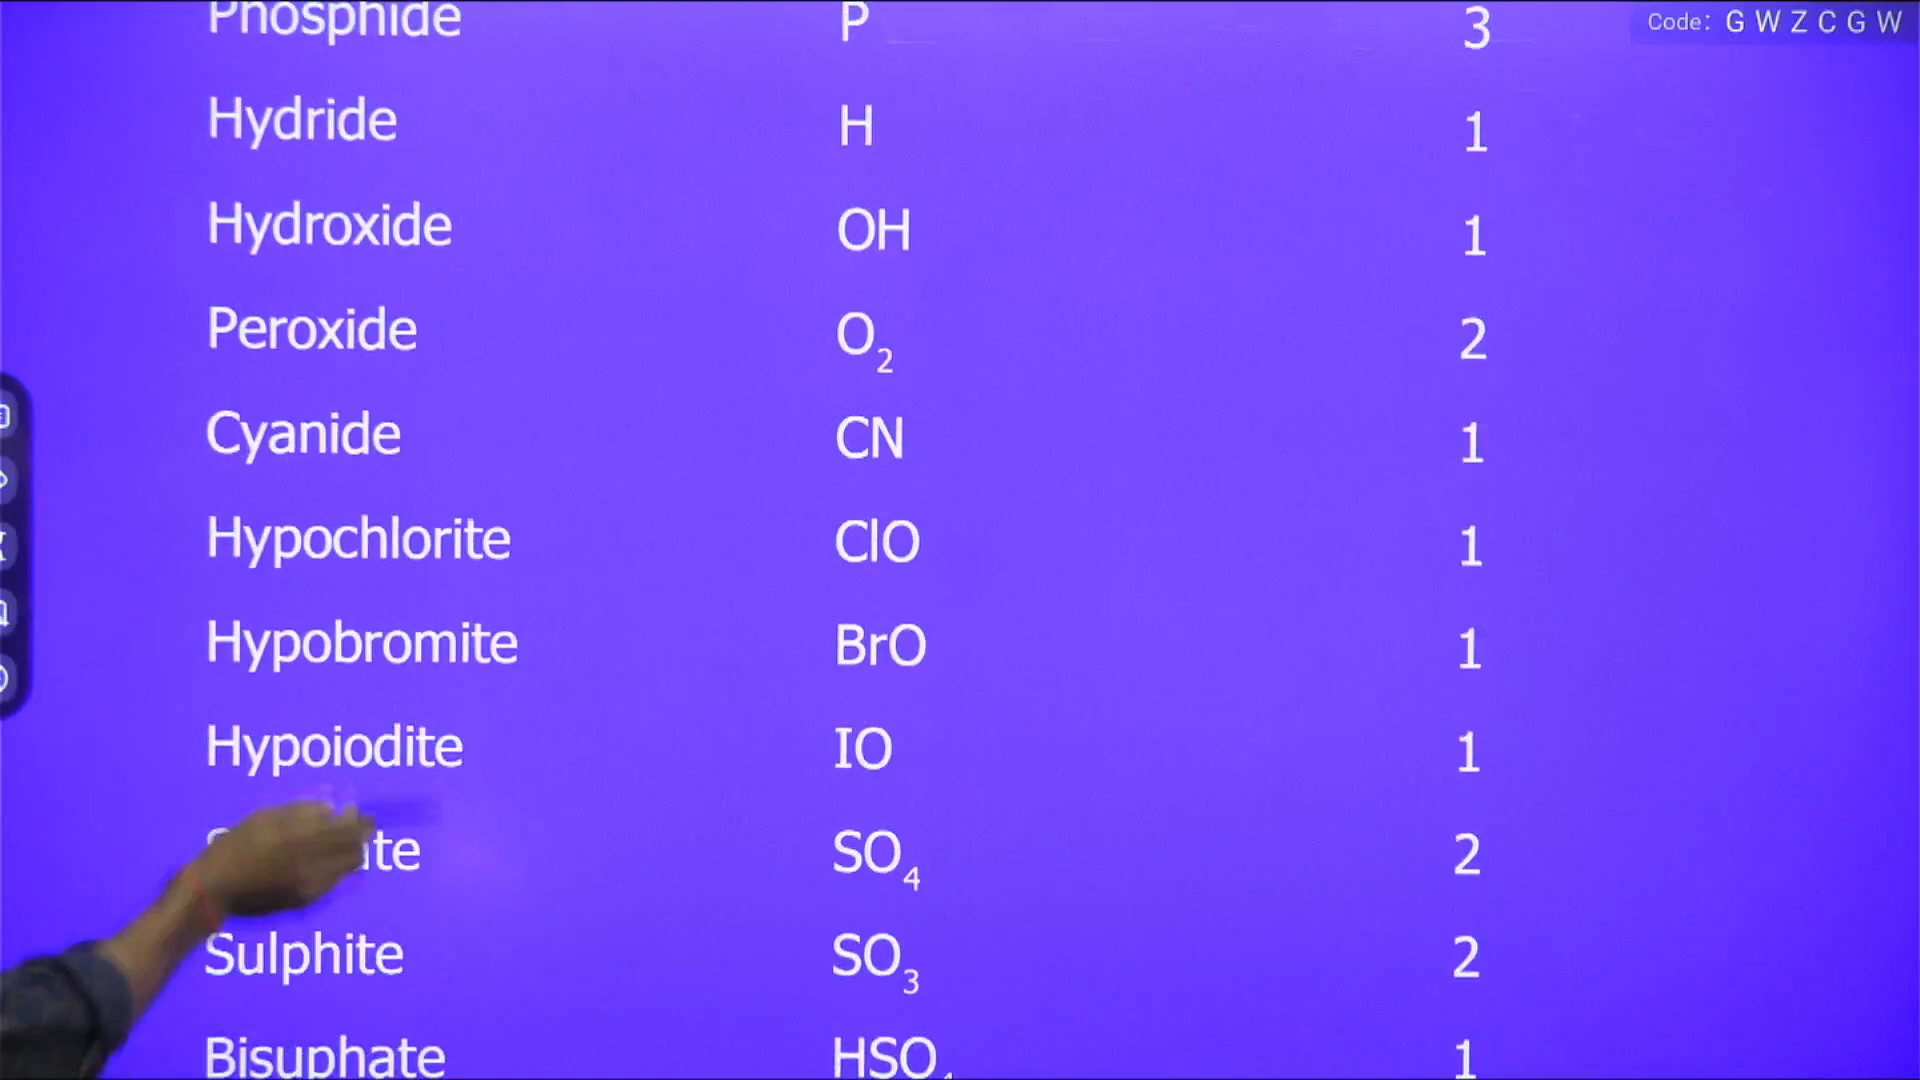 Phosphide P 3
Code: G W Z C G W
Hydride H 1
Hydroxide OH 1
Peroxide O₂ 2
Cyanide CN 1
Hypochlorite ClO 1
Hypobromite BrO 1
Hypoiodite IO 1
SO₄ 2
Sulphite SO₃ 2
Bisuphate HSO₄ 1